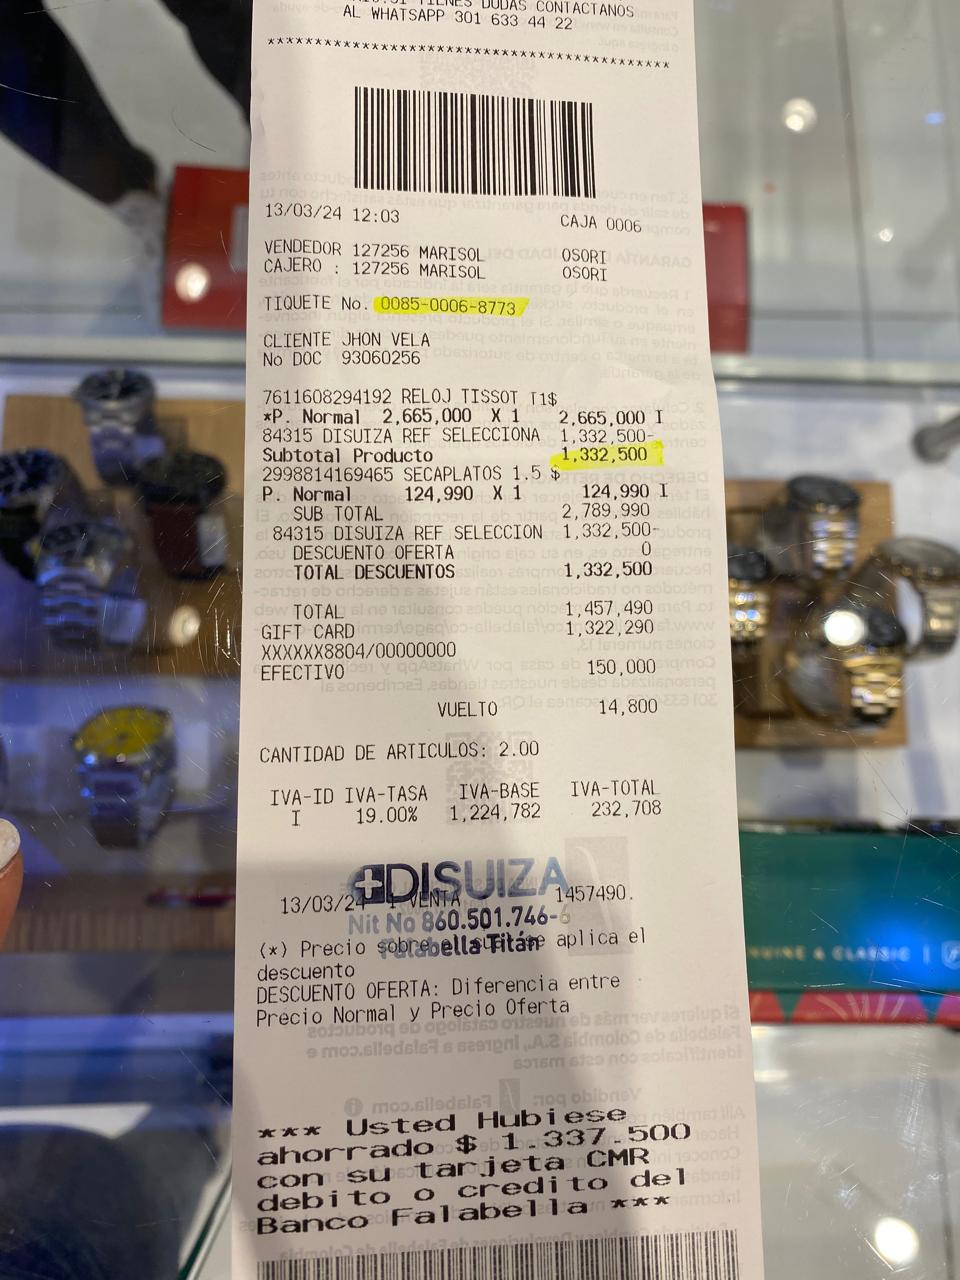 TIENES DUDAS CONTACTANOS
AL WHATSAPP 301 633 44 22
****************************************
13/03/24 12:03 CAJA 0006
VENDEDOR 127256 MARISOL OSORI
CAJERO : 127256 MARISOL OSORI
TIQUETE No. 0085-0006-8773
CLIENTE JHON VELA
No DOC 93060256
7611608294192 RELOJ TISSOT T1$
*P. Normal 2,665,000 X 1 2,665,000 I
84315 DISUIZA REF SELECCIONA 1,332,500-
Subtotal Producto 1,332,500
2998814169465 SECAPLATOS 1.5 $
P. Normal 124,990 X 1 124,990 I
SUB TOTAL 2,789,990
84315 DISUIZA REF SELECCION 1,332,500-
DESCUENTO OFERTA 0
TOTAL DESCUENTOS 1,332,500
TOTAL 1,457,490
GIFT CARD 1,322,290
XXXXXX8804/00000000
EFECTIVO 150,000
VUELTO 14,800
CANTIDAD DE ARTICULOS: 2.00
IVA-ID IVA-TASA IVA-BASE IVA-TOTAL
I 19.00% 1,224,782 232,708
DISUIZA
13/03/24 VENTA 1457490.
Nit No 860.501.746-6
Falabella Titán
(*) Precio sobre el se aplica el
descuento
DESCUENTO OFERTA: Diferencia entre
Precio Normal y Precio Oferta
*** Usted Hubiese
ahorrado $ 1.337.500
con su tarjeta CMR
debito o credito del
Banco Falabella ***
& CLASSIC